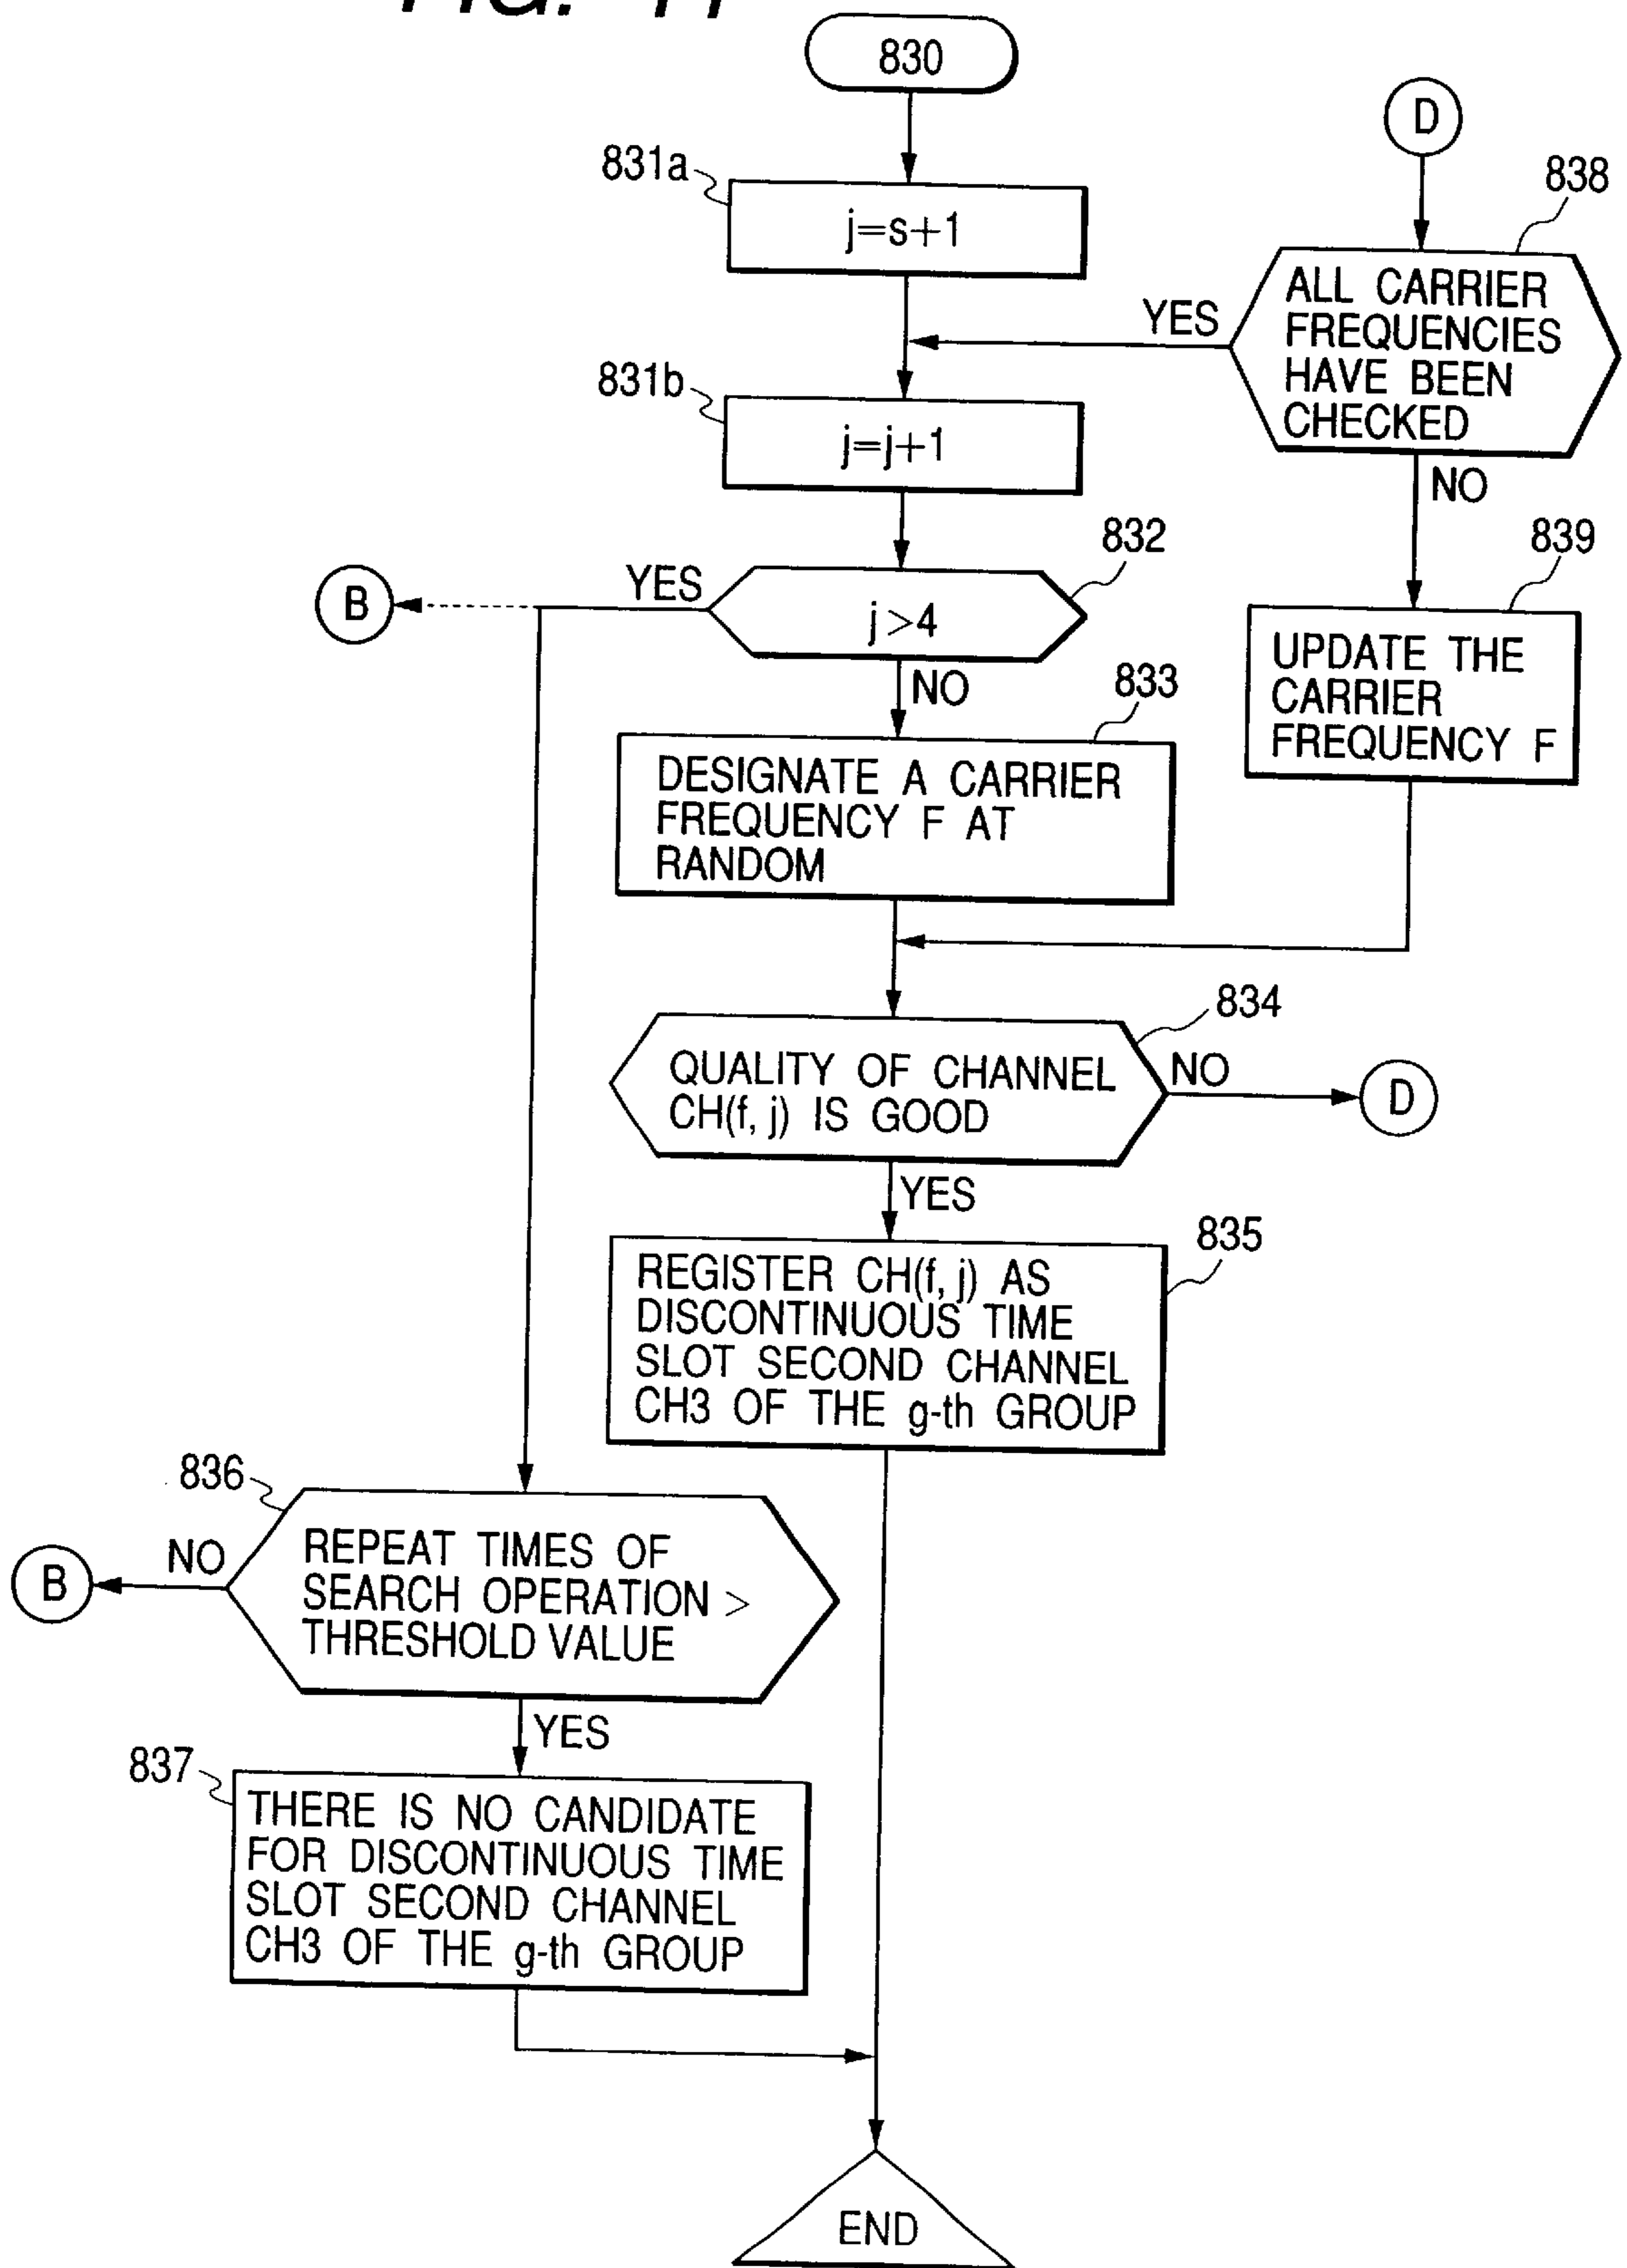 830
D
831a
838
j=s+1
ALL CARRIER
FREQUENCIES
HAVE BEEN
CHECKED
YES
831b
j=j+1
NO
832
839
B
YES
j>4
NO
833
UPDATE THE
CARRIER
FREQUENCY F
DESIGNATE A CARRIER
FREQUENCY F AT
RANDOM
834
QUALITY OF CHANNEL
CH(f, j) IS GOOD
NO
D
YES
835
REGISTER CH(f, j) AS
DISCONTINUOUS TIME
SLOT SECOND CHANNEL
CH3 OF THE g-th GROUP
836
B
NO
REPEAT TIMES OF
SEARCH OPERATION >
THRESHOLD VALUE
YES
837
THERE IS NO CANDIDATE
FOR DISCONTINUOUS TIME
SLOT SECOND CHANNEL
CH3 OF THE g-th GROUP
END